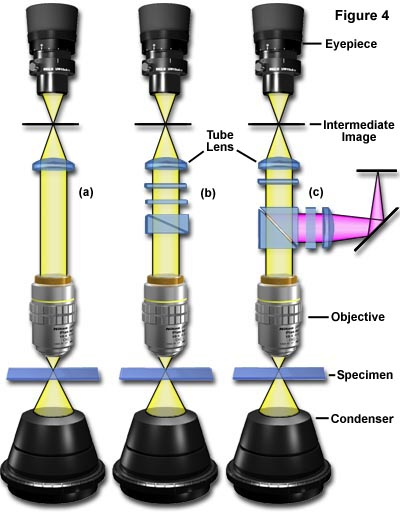 Figure 4
Eyepiece
Intermediate
Image
Tube
Lens
(a)
(b)
(c)
Objective
Specimen
Condenser